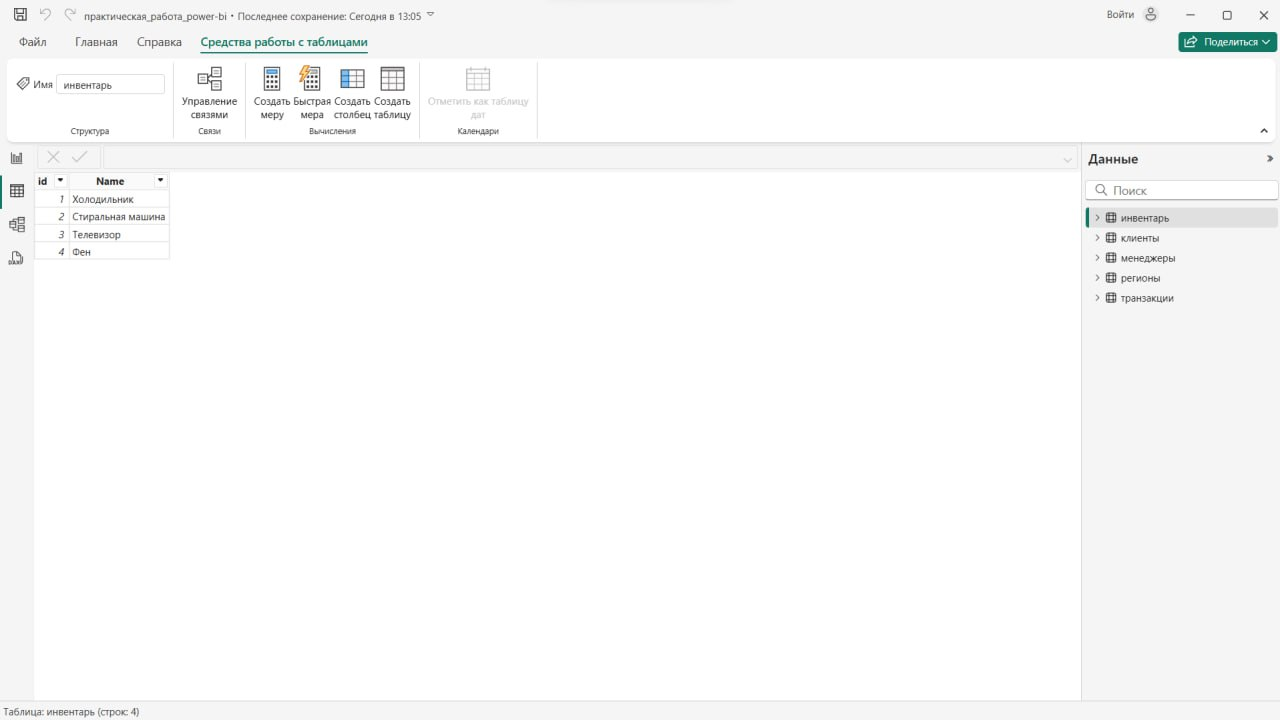 практическая_работа_power-bi • Последнее сохранение: Сегодня в 13:05
Войти
Файл Главная Справка Средства работы с таблицами
Поделиться
Имя инвентарь
Структура
Управление связями
Связи
Создать меру
Быстрая мера
Создать столбец
Создать таблицу
Вычисления
Отметить как таблицу дат
Календари
id Name
1 Холодильник
2 Стиральная машина
3 Телевизор
4 Фен
Данные
Поиск
инвентарь
клиенты
менеджеры
регионы
транзакции
Таблица: инвентарь (строк: 4)